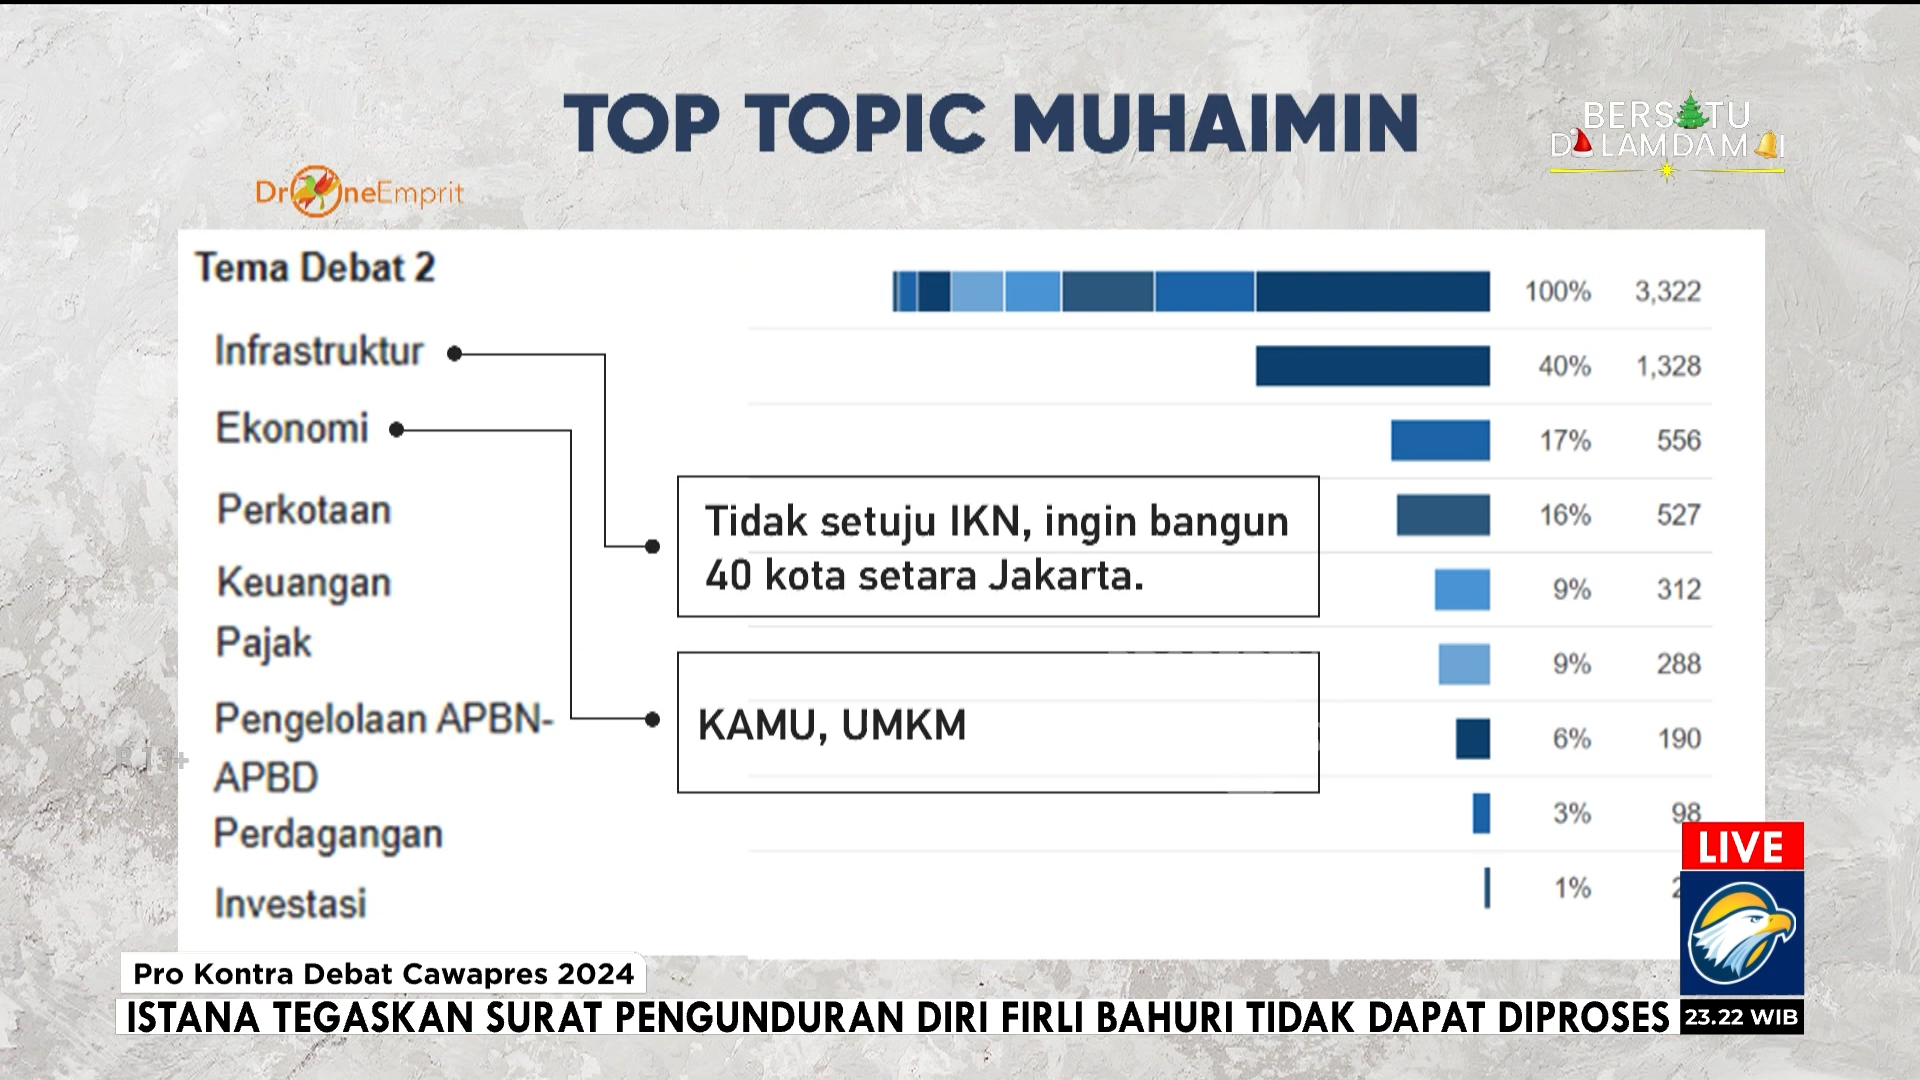 TOP TOPIC MUHAIMIN
BERSATU
DALAMDAMAI
DroneEmprit
Tema Debat 2 100% 3,322
Infrastruktur 40% 1,328
Ekonomi 17% 556
Perkotaan 16% 527
Keuangan 9% 312
Pajak 9% 288
Pengelolaan APBN-
APBD 6% 190
Perdagangan 3% 98
Investasi 1%
Tidak setuju IKN, ingin bangun
40 kota setara Jakarta.
KAMU, UMKM
R 13+
LIVE
Pro Kontra Debat Cawapres 2024
ISTANA TEGASKAN SURAT PENGUNDURAN DIRI FIRLI BAHURI TIDAK DAPAT DIPROSES
23.22 WIB